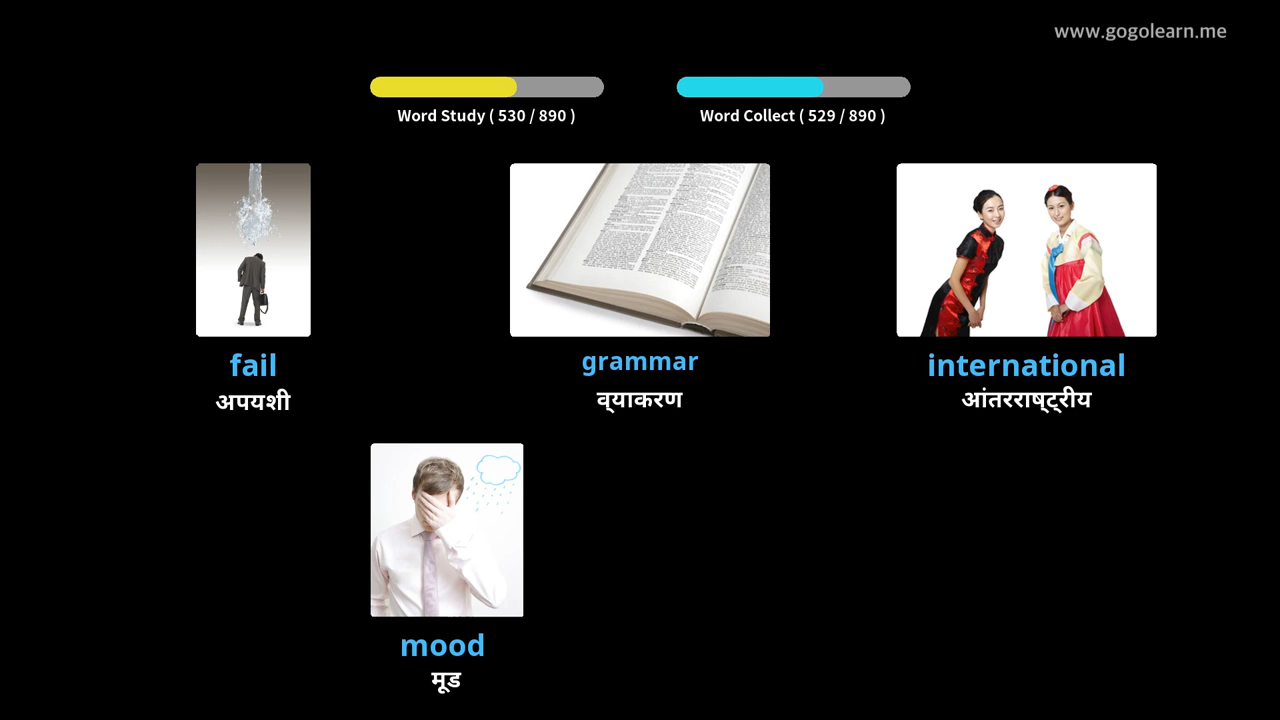 www.gogolearn.me
Word Study ( 530 / 890 )
Word Collect ( 529 / 890 )
fail
अपयशी
grammar
व्याकरण
international
आंतरराष्ट्रीय
mood
मूड